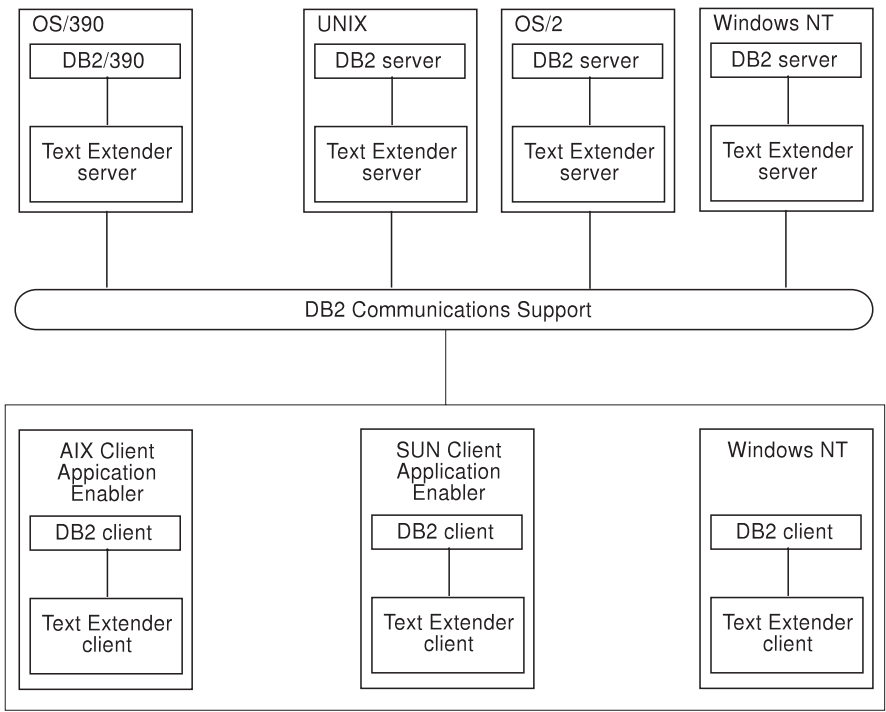 OS/390
DB2/390
Text Extender
server
UNIX
DB2 server
Text Extender
server
OS/2
DB2 server
Text Extender
server
Windows NT
DB2 server
Text Extender
server
DB2 Communications Support
AIX Client
Appication
Enabler
DB2 client
Text Extender
client
SUN Client
Application
Enabler
DB2 client
Text Extender
client
Windows NT
DB2 client
Text Extender
client